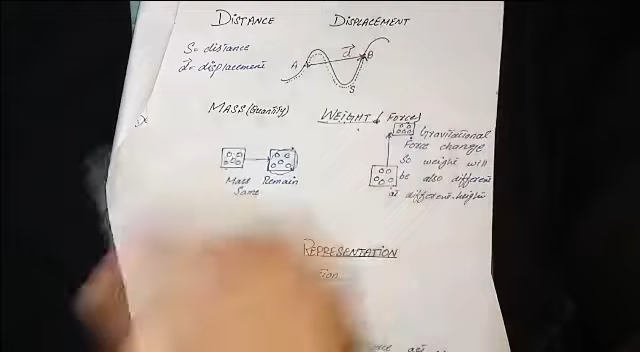 DISTANCE DISPLACEMENT
S = distance
d = displacement
A d B
S
MASS (Quantity) WEIGHT & Forces
Mass Remain
Same
Gravitational
Force change
So weight will
be also different
at different height
REPRESENTATION